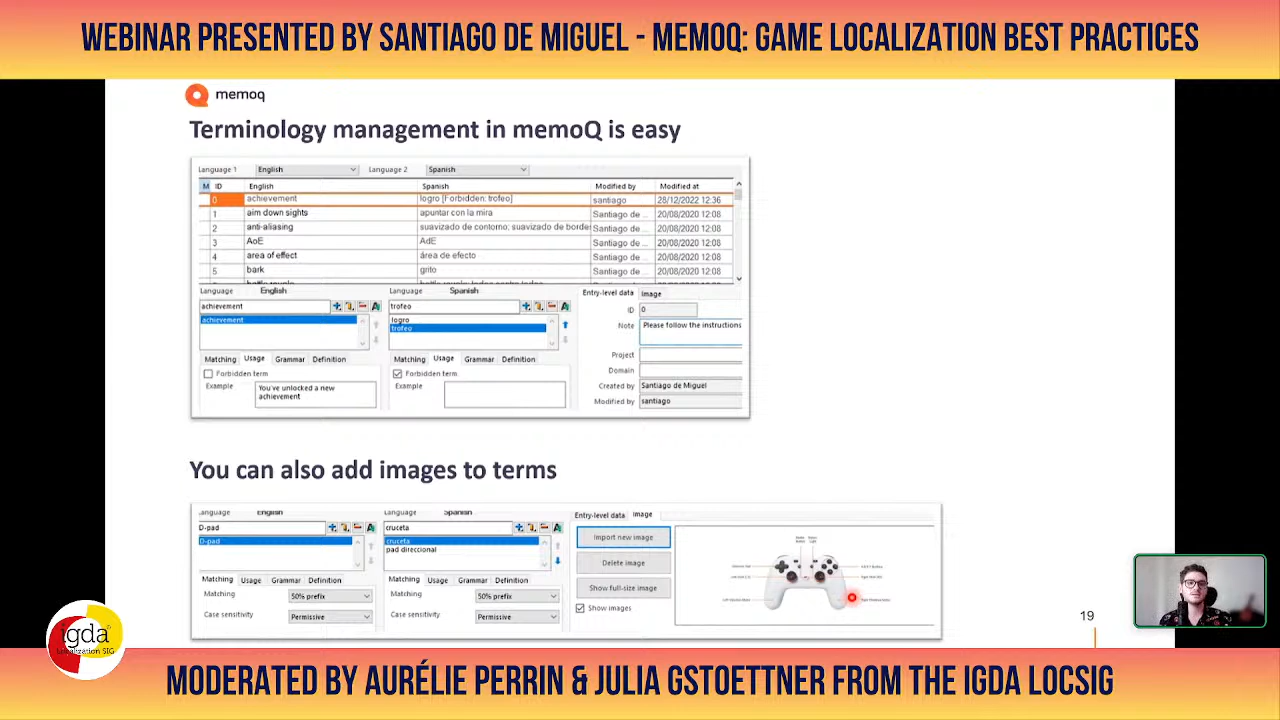 WEBINAR PRESENTED BY SANTIAGO DE MIGUEL - MEMOQ: GAME LOCALIZATION BEST PRACTICES
memoq
Terminology management in memoQ is easy
Language 1 English Language 2 Spanish
M ID English Spanish Modified by Modified at
0 achievement logro [Forbidden: trofeo] santiago 28/12/2022 12:36
1 aim down sights apuntar con la mira Santiago de ... 20/08/2020 12:08
2 anti-aliasing suavizado de contorno; suavizado de borde Santiago de ... 20/08/2020 12:08
3 AoE AdE Santiago de ... 20/08/2020 12:08
4 area of effect área de efecto Santiago de ... 20/08/2020 12:08
5 bark grito Santiago de ... 20/08/2020 12:08
Language English Language Spanish Entry-level data Image
achievement trofeo ID 0
achievement logro
trofeo
Note Please follow the instructions
Matching Usage Grammar Definition Matching Usage Grammar Definition Project
Forbidden term Forbidden term Domain
Example You've unlocked a new achievement Example Created by Santiago de Miguel
Modified by santiago
You can also add images to terms
Language English Language Spanish Entry-level data Image
D-pad cruceta
D-pad cruceta Import new image
pad direccional
Delete image
Matching Usage Grammar Definition Matching Usage Grammar Definition Show full-size image
Matching 50% prefix Matching 50% prefix
Show images
Case sensitivity Permissive Case sensitivity Permissive
19
igda
Localization SIG
MODERATED BY AURÉLIE PERRIN & JULIA GSTOETTNER FROM THE IGDA LOCSIG